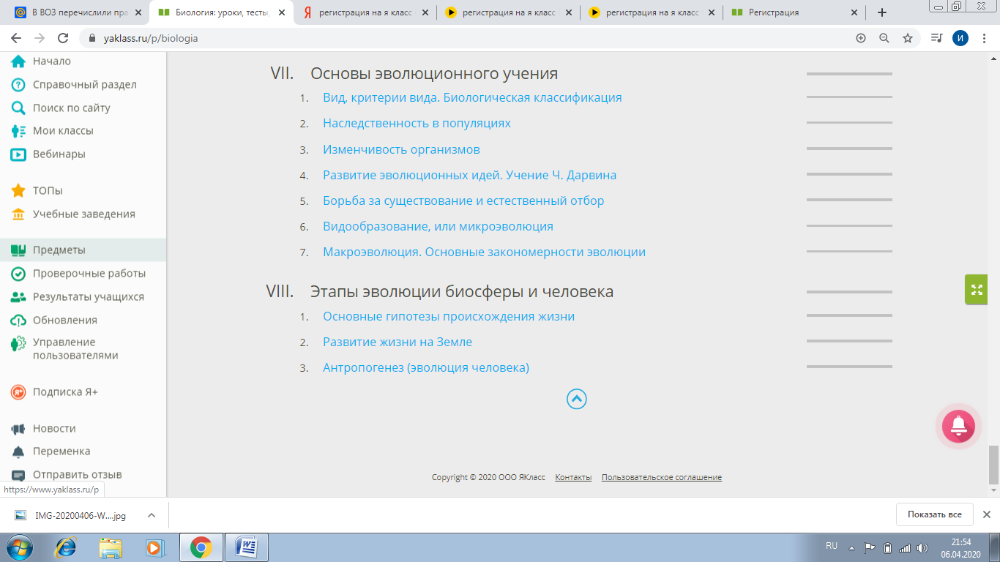 В ВОЗ перечислили пра
Биология: уроки, тесты,
регистрация на я класс
регистрация на я класс
регистрация на я класс
Регистрация
yaklass.ru/p/biologia
И
Начало
Справочный раздел
Поиск по сайту
Мои классы
Вебинары
ТОПы
Учебные заведения
Предметы
Проверочные работы
Результаты учащихся
Обновления
Управление
пользователями
Подписка Я+
Новости
Переменка
Отправить отзыв
https://www.yaklass.ru/p
VII. Основы эволюционного учения
1. Вид, критерии вида. Биологическая классификация
2. Наследственность в популяциях
3. Изменчивость организмов
4. Развитие эволюционных идей. Учение Ч. Дарвина
5. Борьба за существование и естественный отбор
6. Видообразование, или микроэволюция
7. Макроэволюция. Основные закономерности эволюции
VIII. Этапы эволюции биосферы и человека
1. Основные гипотезы происхождения жизни
2. Развитие жизни на Земле
3. Антропогенез (эволюция человека)
Copyright © 2020 ООО ЯКласс Контакты Пользовательское соглашение
IMG-20200406-W....jpg
Показать все
RU
21:54
06.04.2020